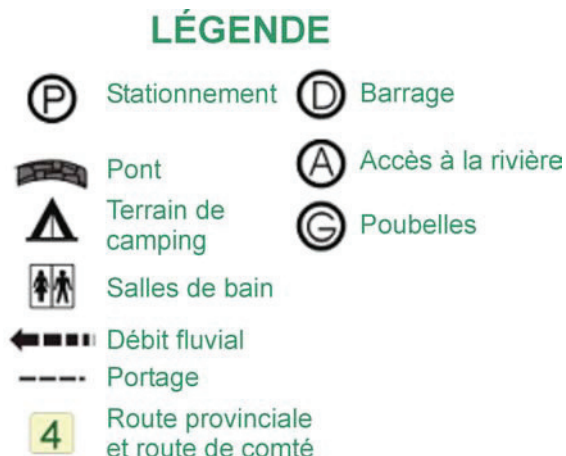 LÉGENDE
P Stationnement
Pont
Terrain de
camping
Salles de bain
Débit fluvial
Portage
4 Route provinciale
et route de comté
D Barrage
A Accès à la rivière
G Poubelles